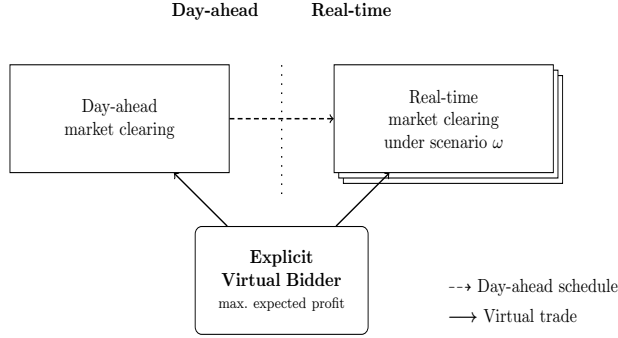 Day-ahead Real-time
Day-ahead
market clearing
Real-time
market clearing
under scenario ω
Explicit
Virtual Bidder
max. expected profit
Day-ahead schedule
Virtual trade